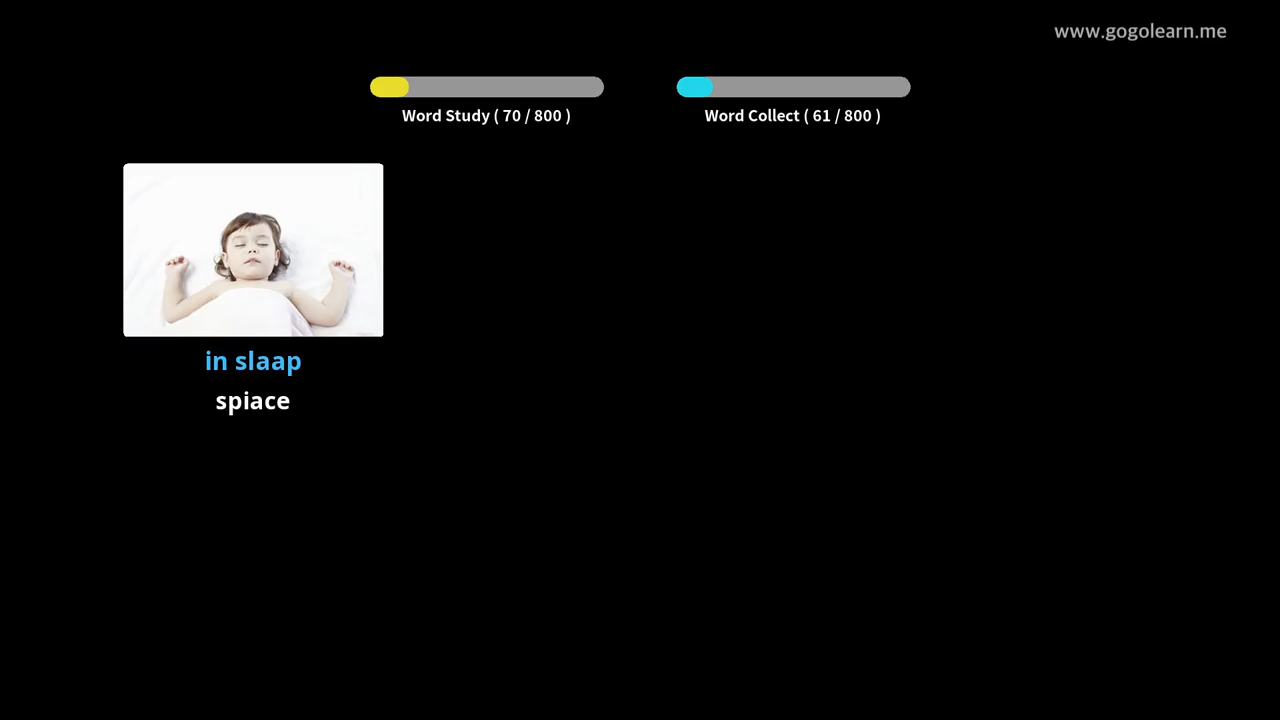 www.gogolearn.me
Word Study ( 70 / 800 )
Word Collect ( 61 / 800 )
in slaap
spiace